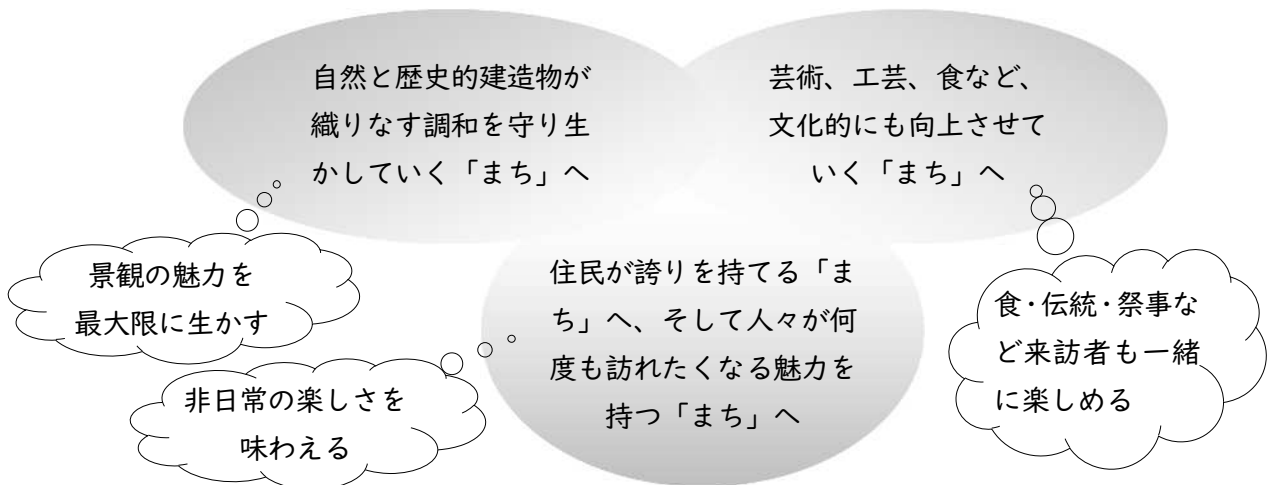 自然と歴史的建造物が
織りなす調和を守り生
かしていく「まち」へ
芸術、工芸、食など、
文化的にも向上させて
いく「まち」へ
景観の魅力を
最大限に生かす
住民が誇りを持てる「ま
ち」へ、そして人々が何
度も訪れたくなる魅力を
持つ「まち」へ
食・伝統・祭事な
ど来訪者も一緒
に楽しめる
非日常の楽しさを
味わえる